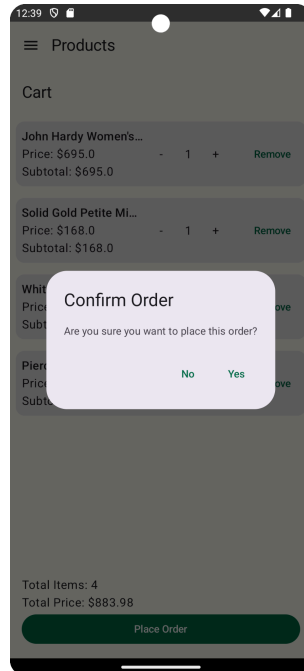 12:39
Products
Cart
John Hardy Women's...
Price: $695.0
- 1 + Remove
Subtotal: $695.0
Solid Gold Petite Mi...
Price: $168.0
- 1 + Remove
Subtotal: $168.0
Confirm Order
Are you sure you want to place this order?
No Yes
Total Items: 4
Total Price: $883.98
Place Order